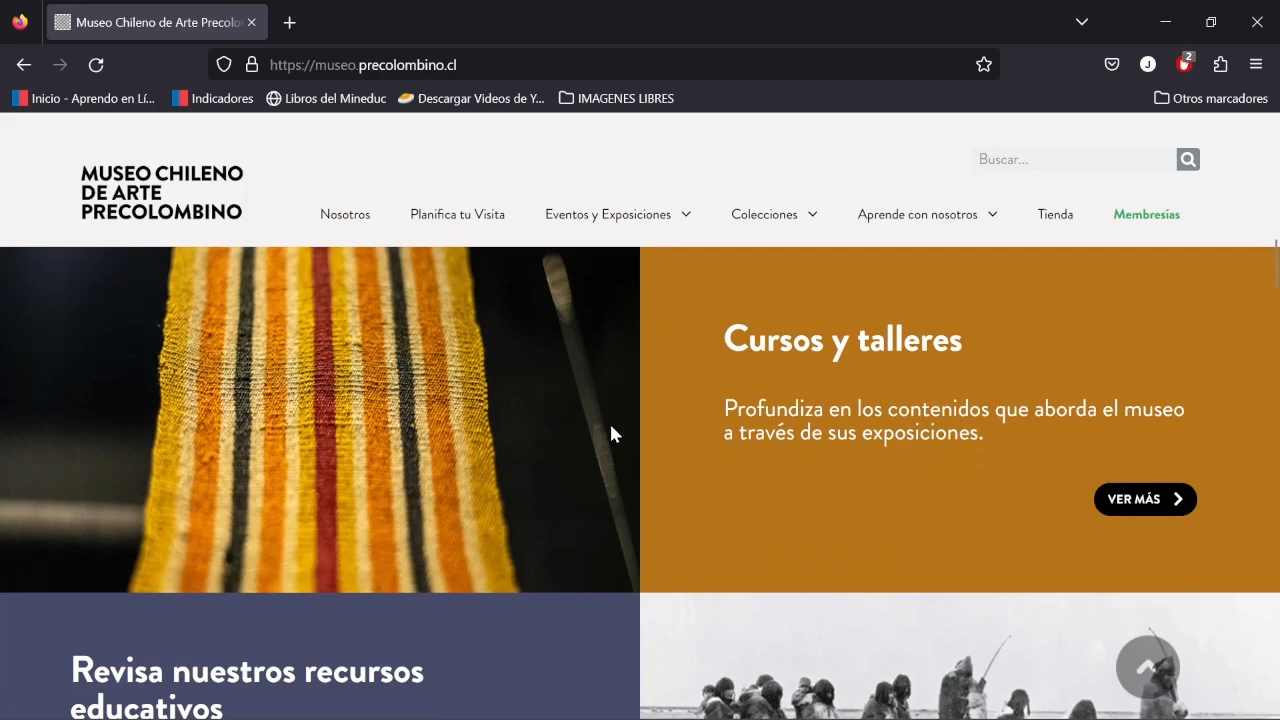 Museo Chileno de Arte Precolo
https://museo.precolombino.cl
2
J
Inicio - Aprendo en Lí...
Indicadores
Libros del Mineduc
Descargar Videos de Y...
IMAGENES LIBRES
Otros marcadores
Buscar...
MUSEO CHILENO
DE ARTE
PRECOLOMBINO
Nosotros
Planifica tu Visita
Eventos y Exposiciones
Colecciones
Aprende con nosotros
Tienda
Membresías
Cursos y talleres
Profundiza en los contenidos que aborda el museo
a través de sus exposiciones.
VER MÁS
Revisa nuestros recursos
educativos